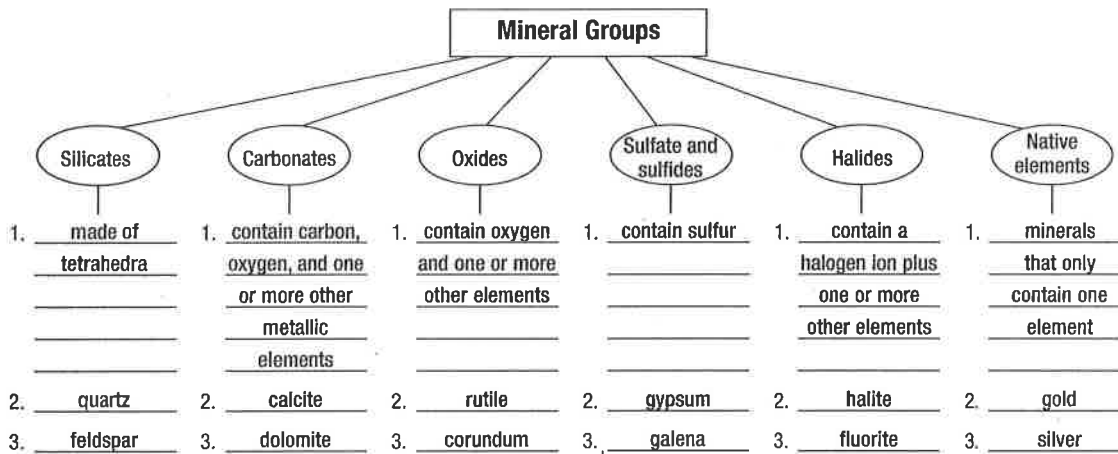 Mineral Groups
Silicates
Carbonates
Oxides
Sulfate and
sulfides
Halides
Native
elements
1. made of
tetrahedra
1. contain carbon,
oxygen, and one
or more other
metallic
elements
1. contain oxygen
and one or more
other elements
1. contain sulfur
1. contain a
halogen ion plus
one or more
other elements
1. minerals
that only
contain one
element
2. quartz
2. calcite
2. rutile
2. gypsum
2. halite
2. gold
3. feldspar
3. dolomite
3. corundum
3. galena
3. fluorite
3. silver